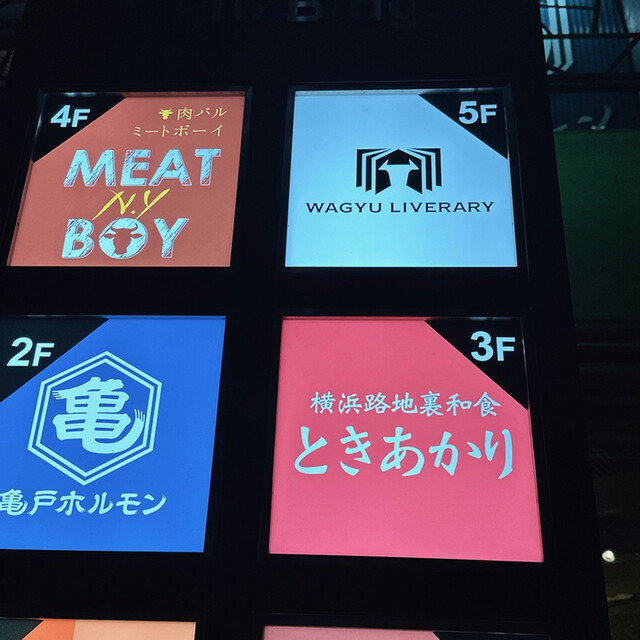 Bldg.
4F
肉バル
ミートボーイ
MEAT
N.Y
BOY
5F
WAGYU LIVERARY
2F
亀
亀戸ホルモン
3F
横浜路地裏和食
ときあかり